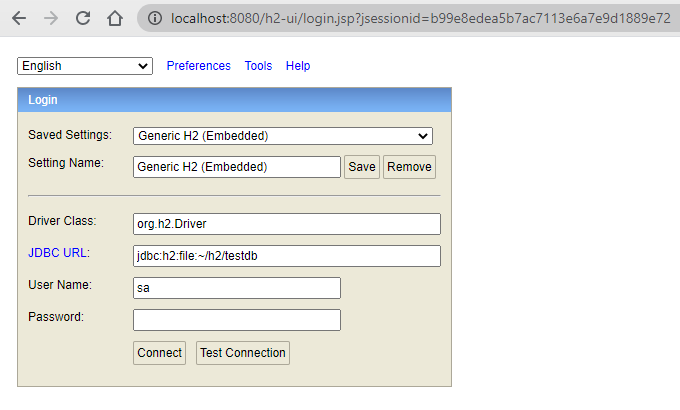 localhost:8080/h2-ui/login.jsp?jsessionid=b99e8edea5b7ac7113e6a7e9d1889e72
English Preferences Tools Help
Login
Saved Settings: Generic H2 (Embedded)
Setting Name: Generic H2 (Embedded) Save Remove
Driver Class: org.h2.Driver
JDBC URL: jdbc:h2:file:~/h2/testdb
User Name: sa
Password:
Connect Test Connection